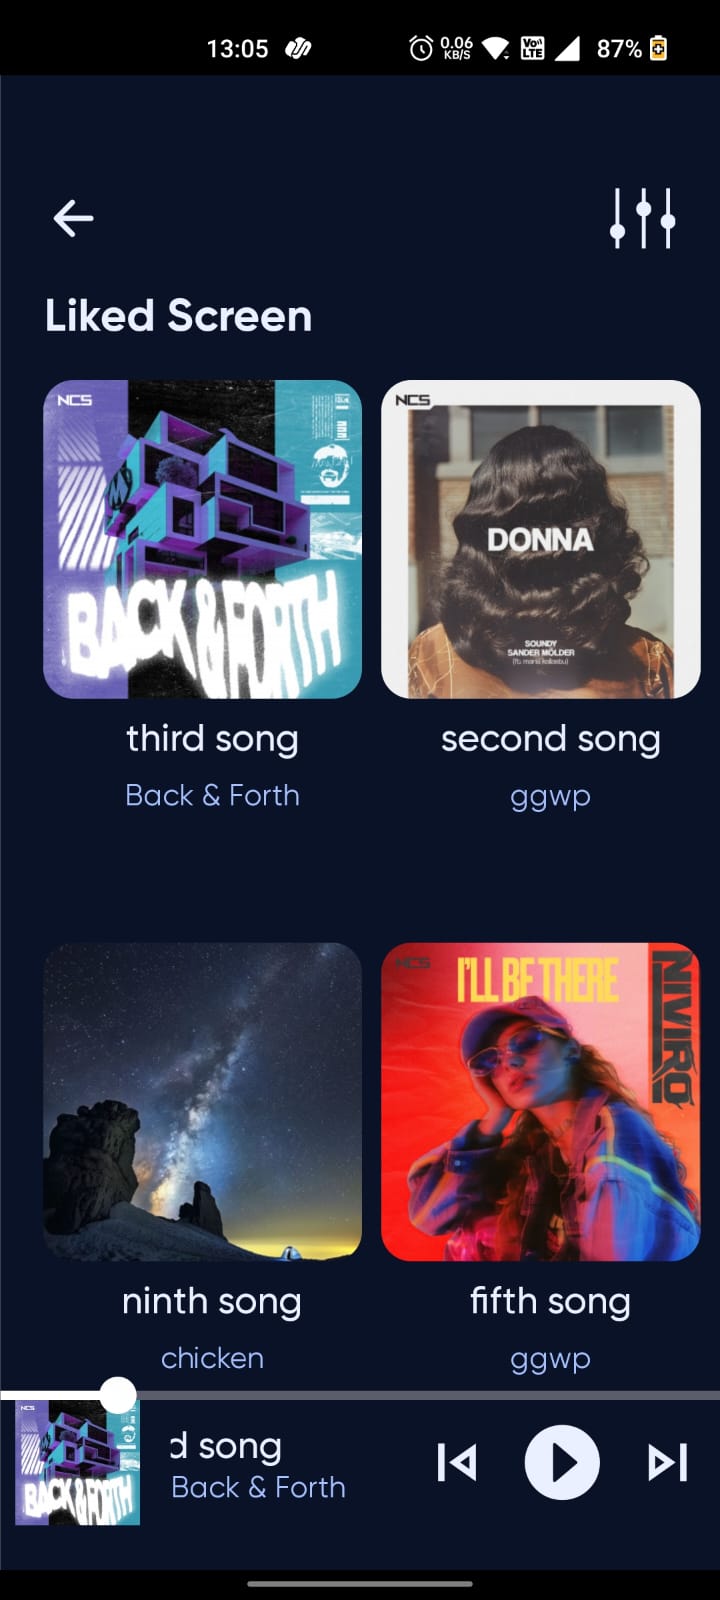 13:05
0.06
KB/S
Vo
LTE
87%
Liked Screen
NCS
BACK & FORTH
NCS
DONNA
SOUNDY
SANDER MÖLDER
third song
second song
Back & Forth
ggwp
NCS
I'LL BE THERE
NIVIRO
ninth song
fifth song
chicken
ggwp
NCS
BACK & FORTH
d song
Back & Forth